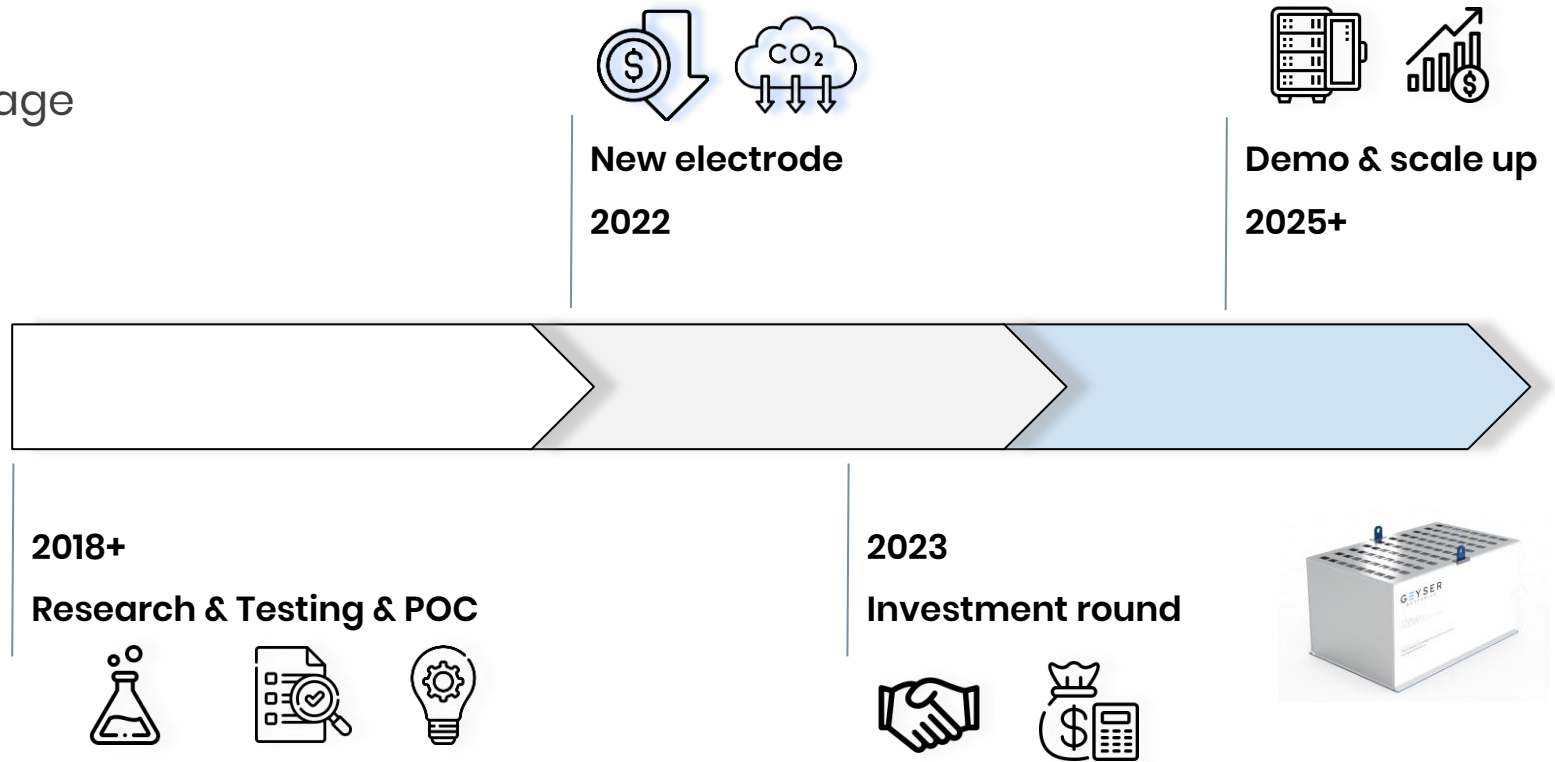 age
$
CO2
$
New electrode
2022
Demo & scale up
2025+
2018+
Research & Testing & POC
2023
Investment round
GEYSER
$